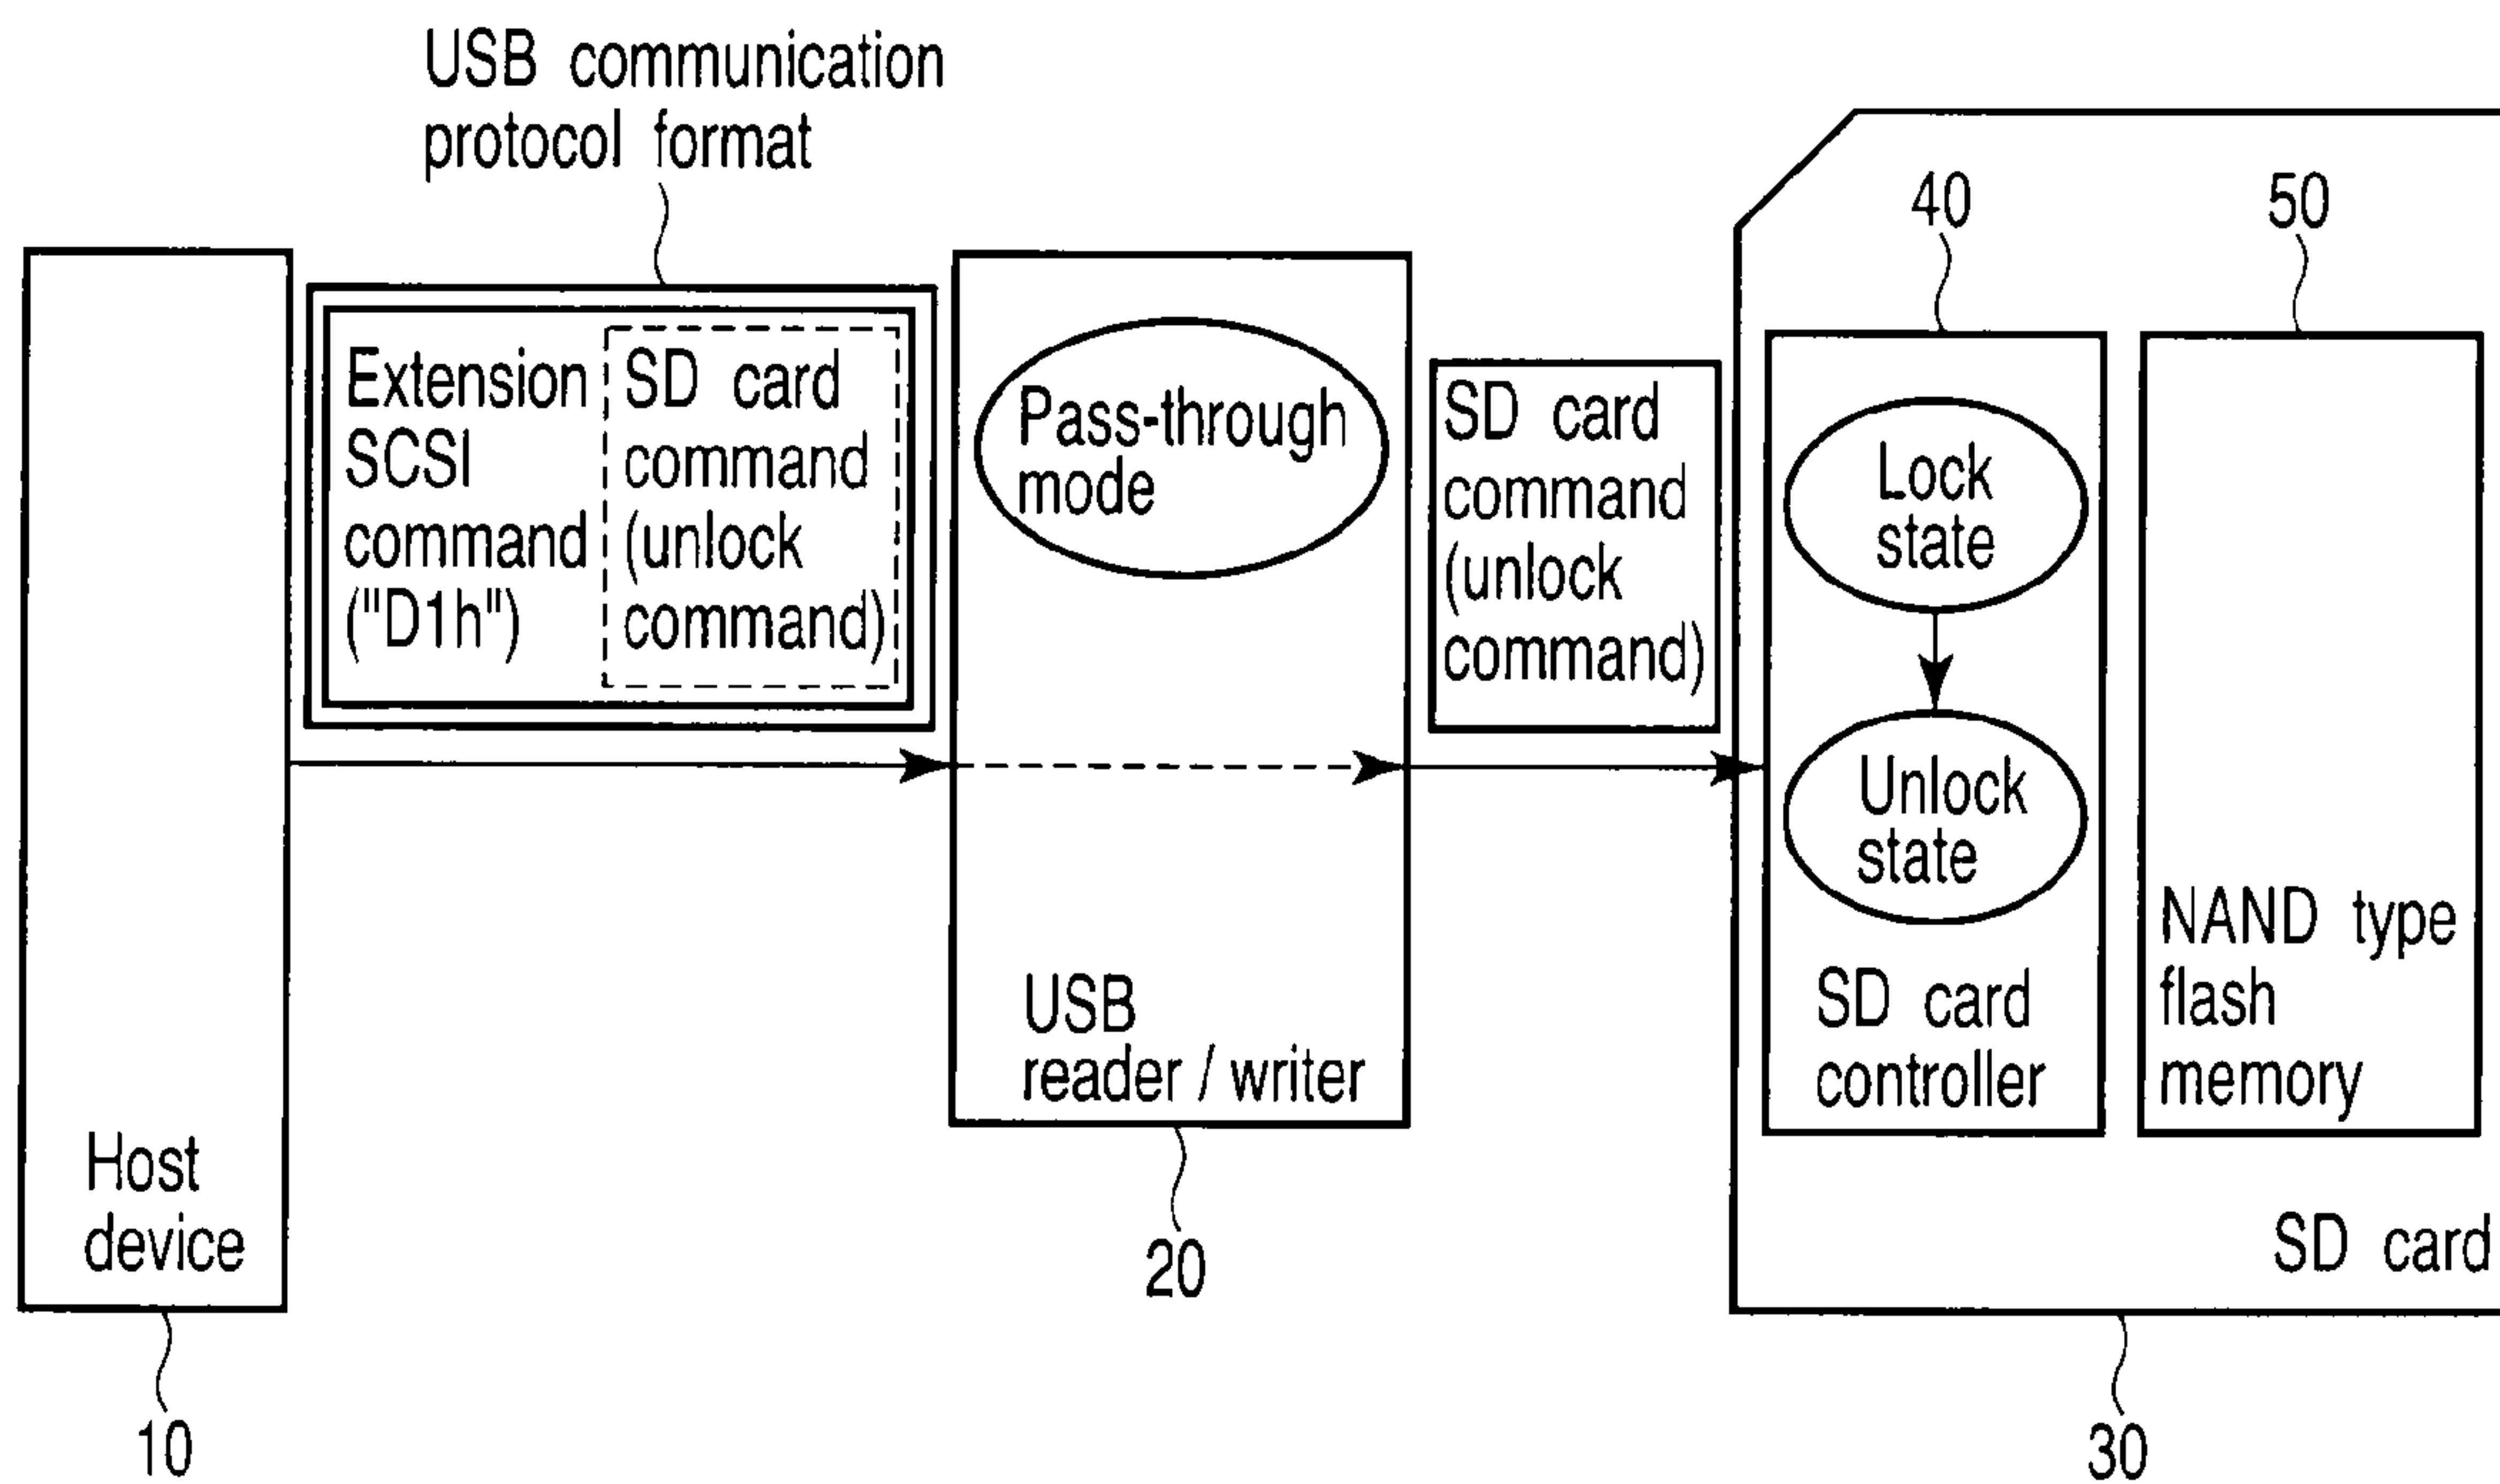 USB communication
protocol format
40
50
Extension
SCSI
command
("D1h")
SD card
command
(unlock
command)
Pass-through
mode
SD card
command
(unlock
command)
Lock
state
Unlock
state
NAND type
flash
memory
SD card
controller
USB
reader / writer
Host
device
SD card
20
10
30